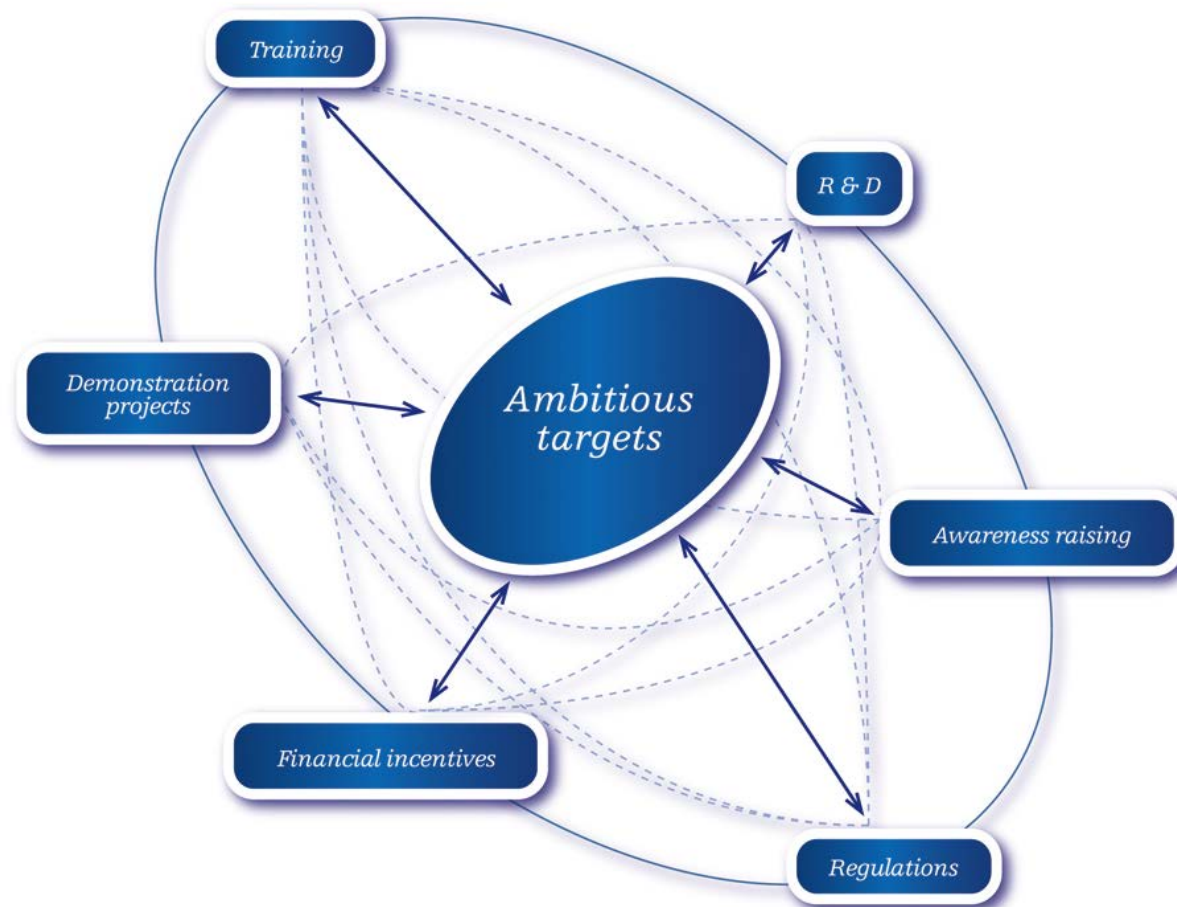 Training
R & D
Demonstration
projects
Ambitious
targets
Awareness raising
Financial incentives
Regulations